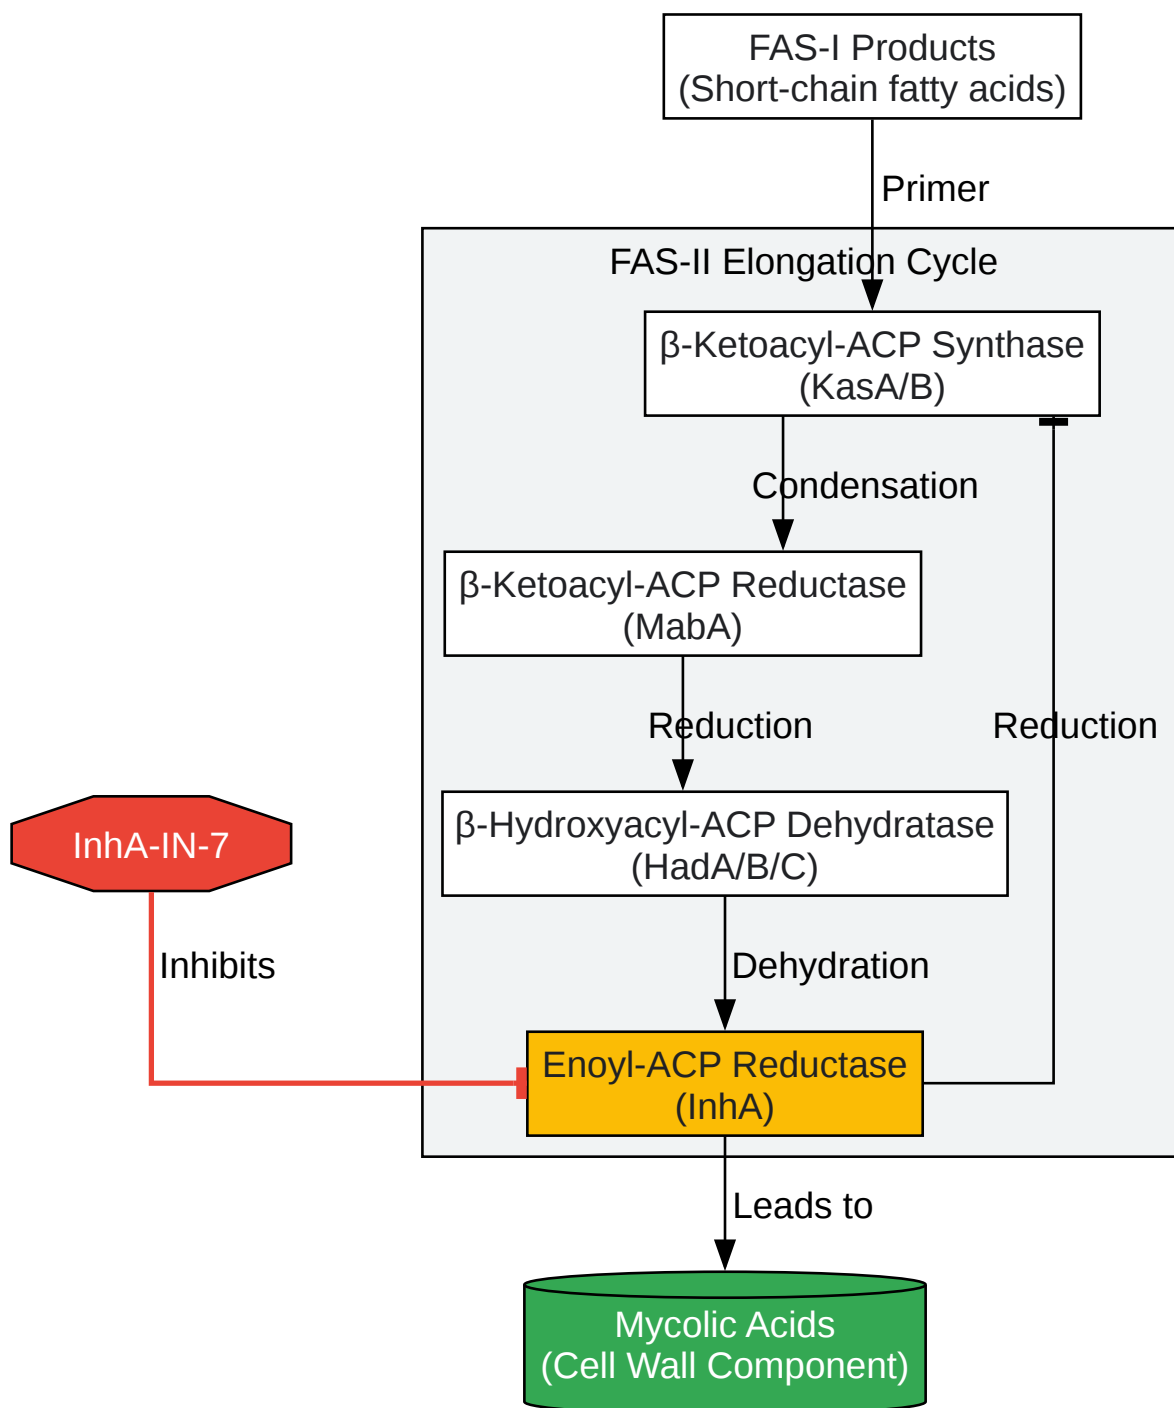 FAS-I Products
(Short-chain fatty acids)
Primer
FAS-II Elongation Cycle
β-Ketoacyl-ACP Synthase
(KasA/B)
Condensation
β-Ketoacyl-ACP Reductase
(MabA)
Reduction
Reduction
β-Hydroxyacyl-ACP Dehydratase
(HadA/B/C)
InhA-IN-7
Inhibits
Dehydration
Enoyl-ACP Reductase
(InhA)
Leads to
Mycolic Acids
(Cell Wall Component)